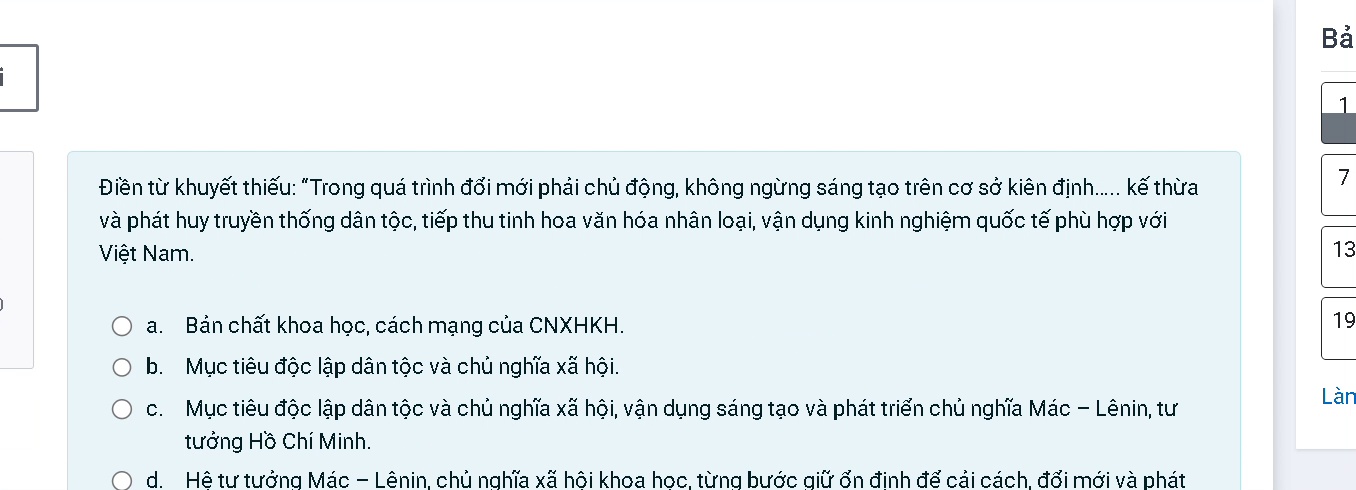 Điền từ khuyết thiếu: “Trong quá trình đổi mới phải chủ động, không ngừng sáng tạo trên cơ sở kiên định..... kế thừa
và phát huy truyền thống dân tộc, tiếp thu tinh hoa văn hóa nhân loại, vận dụng kinh nghiệm quốc tế phù hợp với
Việt Nam.
a. Bản chất khoa học, cách mạng của CNXHKH.
b. Mục tiêu độc lập dân tộc và chủ nghĩa xã hội.
c. Mục tiêu độc lập dân tộc và chủ nghĩa xã hội, vận dụng sáng tạo và phát triển chủ nghĩa Mác – Lênin, tư
tưởng Hồ Chí Minh.
d. Hệ tư tưởng Mác – Lênin, chủ nghĩa xã hội khoa học, từng bước giữ ổn định để cải cách, đổi mới và phát
Bả
1
7
13
19
Làm